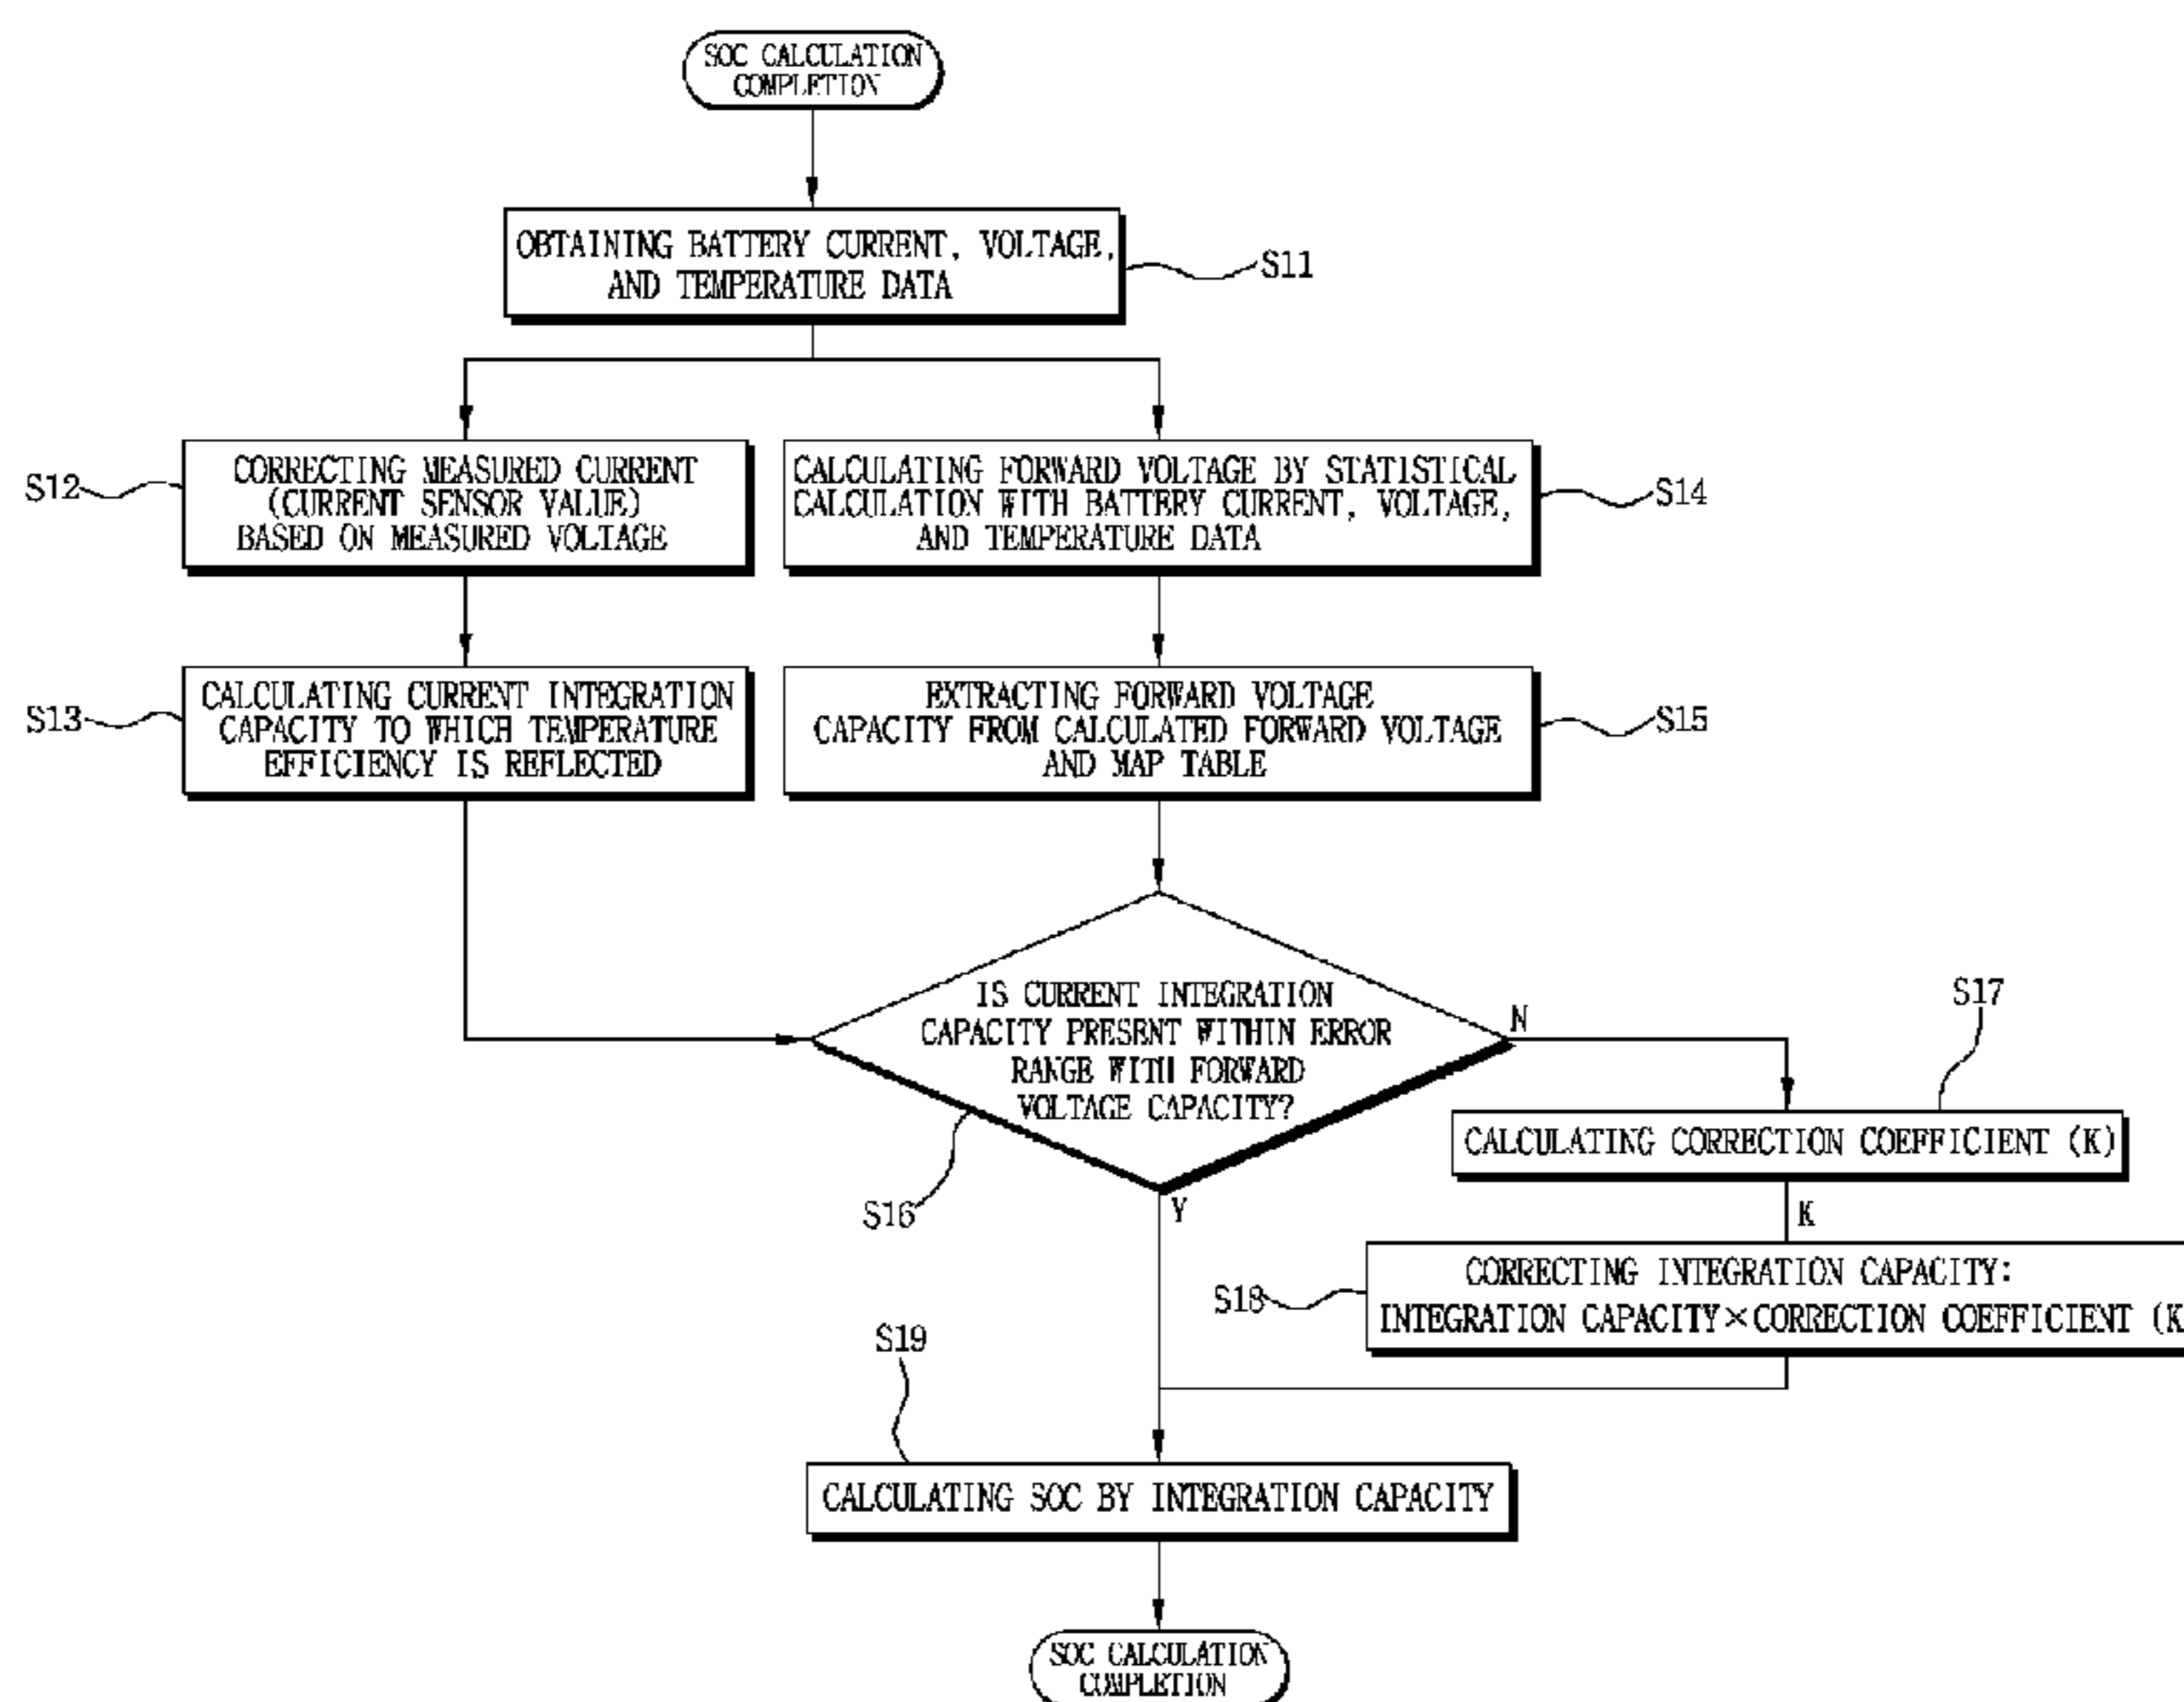 SOC CALCULATION
COMPLETION
OBTAINING BATTERY CURRENT, VOLTAGE,
AND TEMPERATURE DATA
S11
S12
CORRECTING MEASURED CURRENT
(CURRENT SENSOR VALUE)
BASED ON MEASURED VOLTAGE
CALCULATING FORWARD VOLTAGE BY STATISTICAL
CALCULATION WITH BATTERY CURRENT, VOLTAGE,
AND TEMPERATURE DATA
S14
S13
CALCULATING CURRENT INTEGRATION
CAPACITY TO WHICH TEMPERATURE
EFFICIENCY IS REFLECTED
EXTRACTING FORWARD VOLTAGE
CAPACITY FROM CALCULATED FORWARD VOLTAGE
AND MAP TABLE
S15
IS CURRENT INTEGRATION
CAPACITY PRESENT WITHIN ERROR
RANGE WITH FORWARD
VOLTAGE CAPACITY?
S16
N
Y
S17
CALCULATING CORRECTION COEFFICIENT (K)
K
S18
CORRECTING INTEGRATION CAPACITY:
INTEGRATION CAPACITY×CORRECTION COEFFICIENT (K
S19
CALCULATING SOC BY INTEGRATION CAPACITY
SOC CALCULATION
COMPLETION